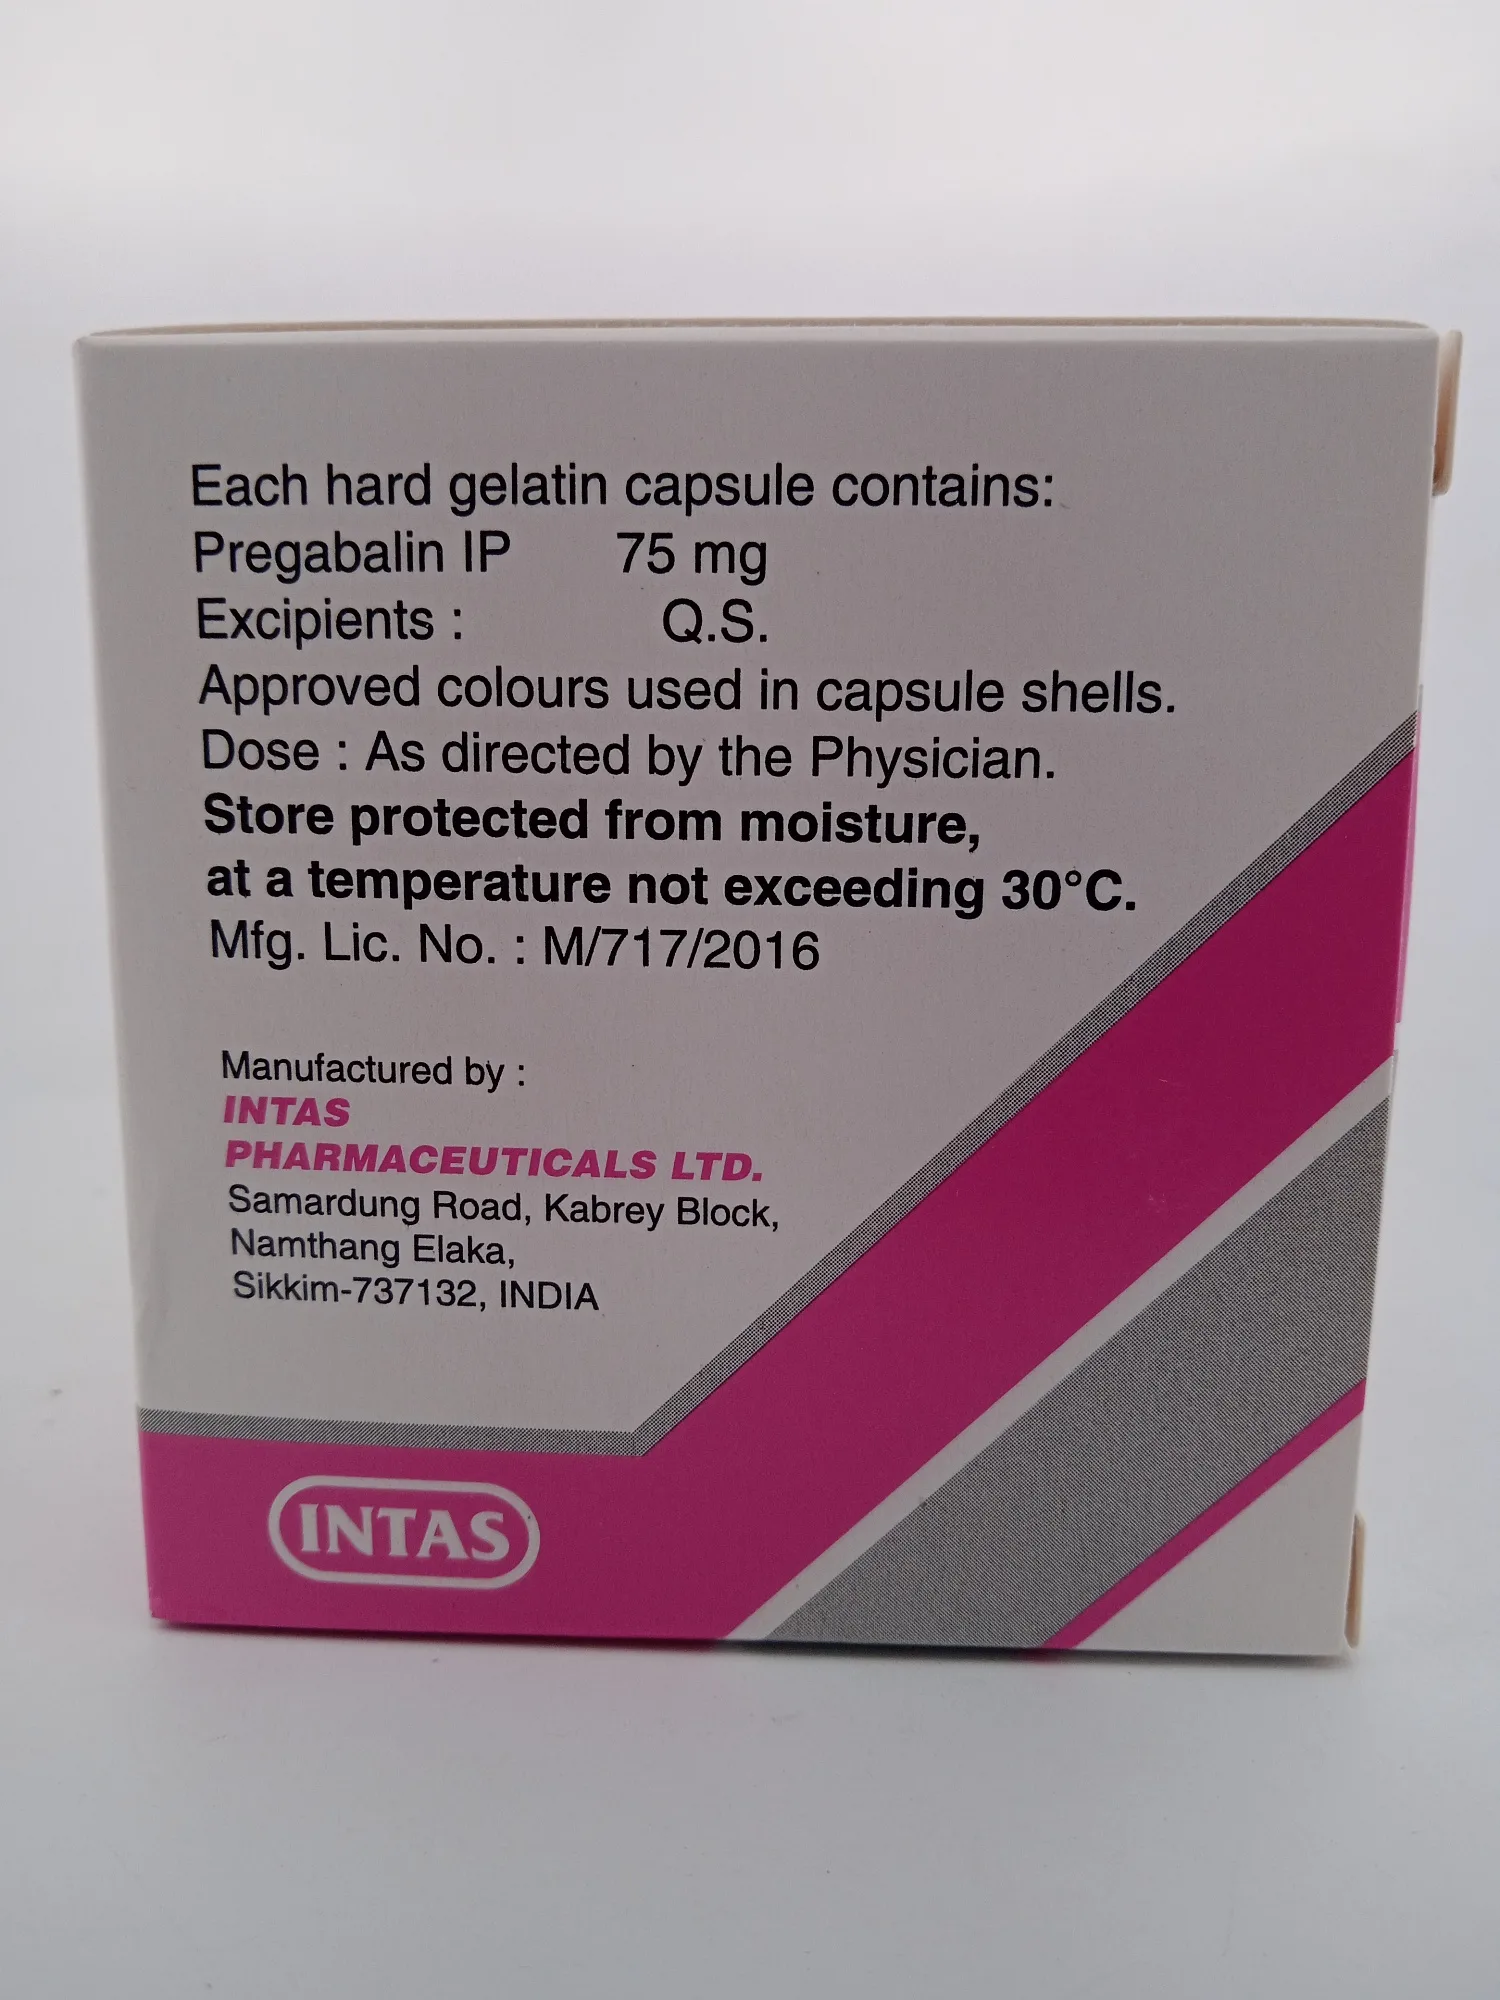 Each hard gelatin capsule contains:
Pregabalin IP 75 mg
Excipients : Q.S.
Approved colours used in capsule shells.
Dose : As directed by the Physician.
Store protected from moisture,
at a temperature not exceeding 30°C.
Mfg. Lic. No. : M/717/2016
Manufactured by :
INTAS
PHARMACEUTICALS LTD.
Samardung Road, Kabrey Block,
Namthang Elaka,
Sikkim-737132, INDIA
INTAS